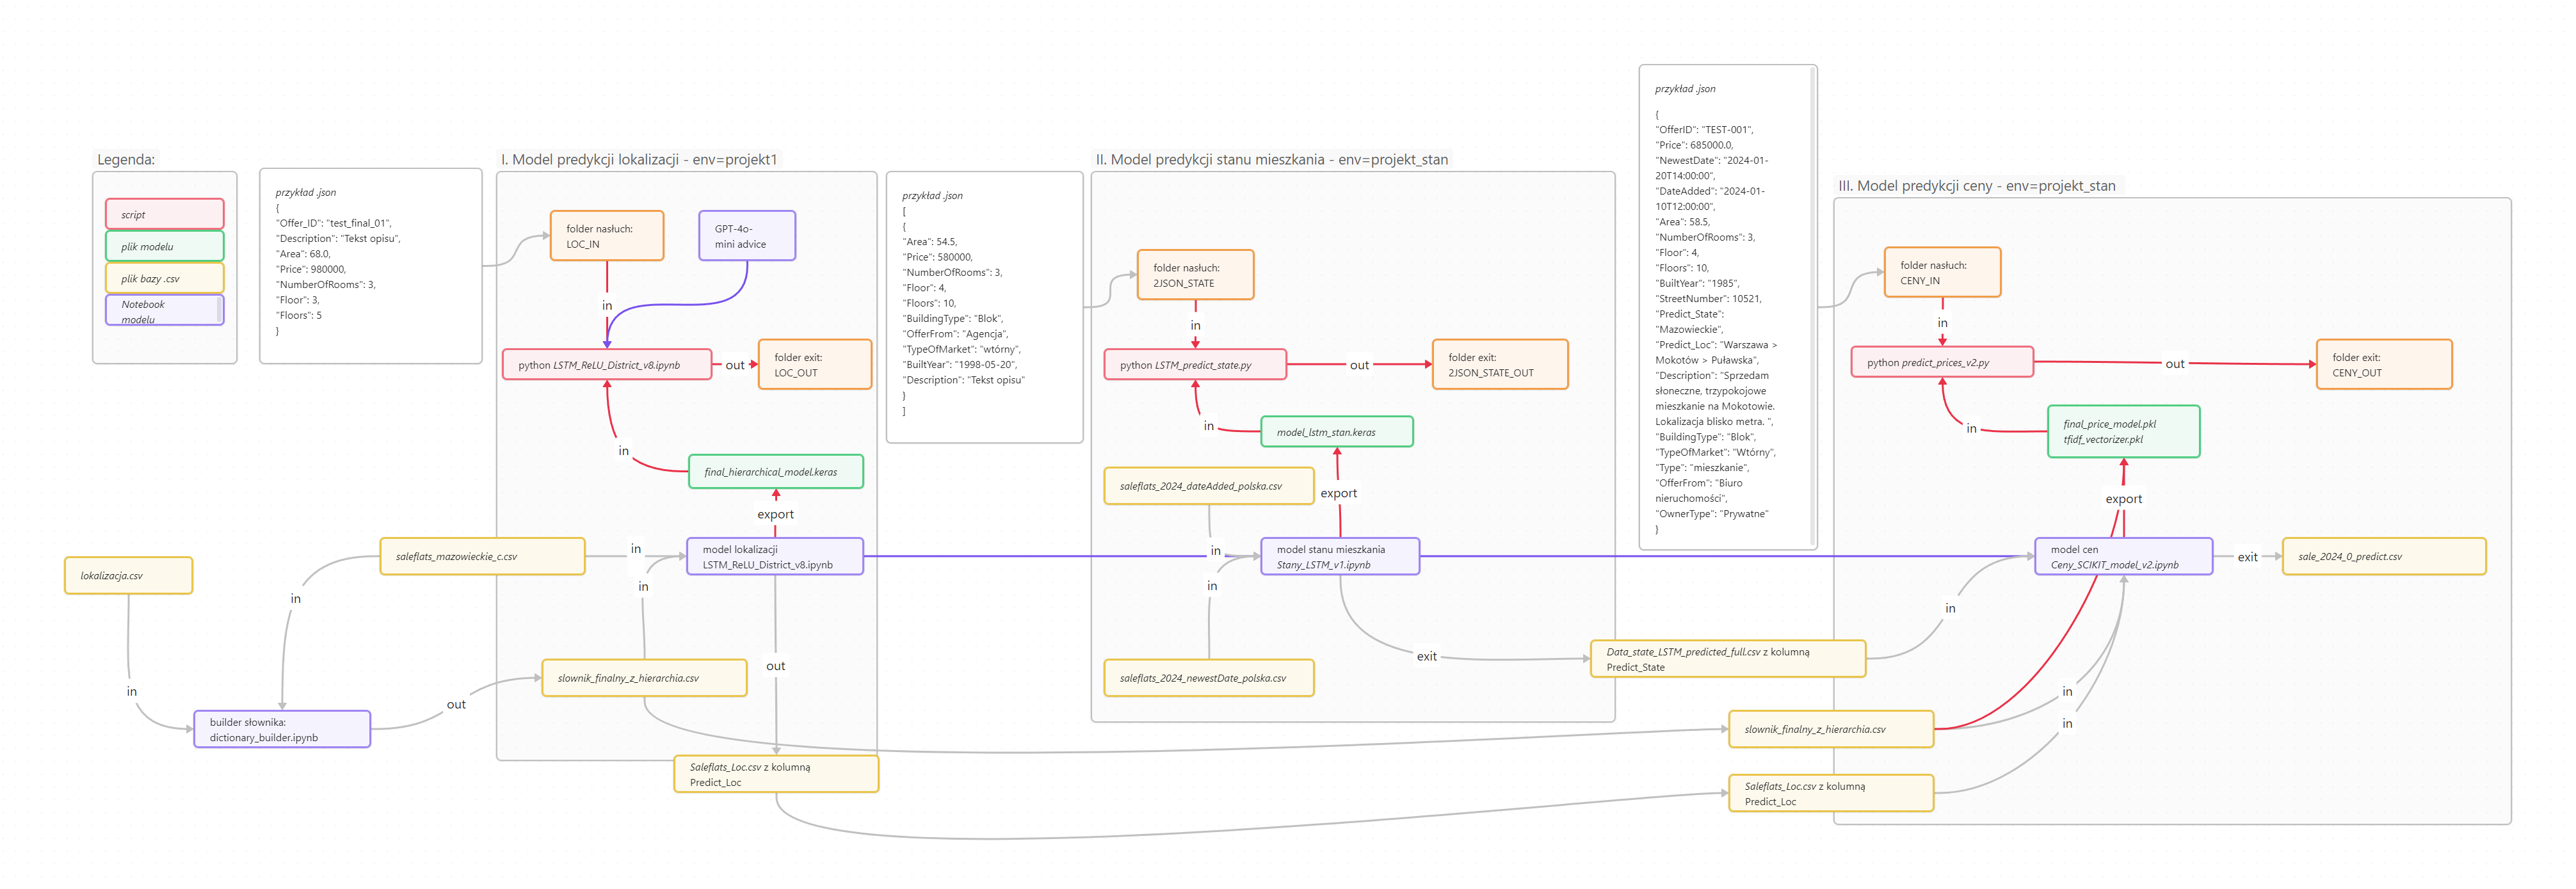 Legenda:
script
plik modelu
plik bazy .csv
Notebook
modelu
przykład .json
{
"Offer_ID": "test_final_01",
"Description": "Tekst opisu",
"Area": 68.0,
"Price": 980000,
"NumberOfRooms": 3,
"Floor": 3,
"Floors": 5
}
I. Model predykcji lokalizacji - env=projekt1
folder nasłuch:
LOC_IN
GPT-4o-
mini advice
in
python LSTM_ReLU_District_v8.ipynb
out
folder exit:
LOC_OUT
in
final_hierarchical_model.keras
export
saleflats_mazowieckie_c.csv
in
model lokalizacji
LSTM_ReLU_District_v8.ipynb
in
lokalizacja.csv
in
in
builder słownika:
dictionary_builder.ipynb
out
slownik_finalny_z_hierarchia.csv
out
Saleflats_Loc.csv z kolumną
Predict_Loc
przykład .json
[
{
"Area": 54.5,
"Price": 580000,
"NumberOfRooms": 3,
"Floor": 4,
"Floors": 10,
"BuildingType": "Blok",
"OfferFrom": "Agencja",
"TypeOfMarket": "wtórny",
"BuiltYear": "1998-05-20",
"Description": "Tekst opisu"
}
]
II. Model predykcji stanu mieszkania - env=projekt_stan
folder nasłuch:
2JSON_STATE
in
python LSTM_predict_state.py
out
folder exit:
2JSON_STATE_OUT
in
model_lstm_stan.keras
saleflats_2024_dateAdded_polska.csv
export
in
model stanu mieszkania
Stany_LSTM_v1.ipynb
in
saleflats_2024_newestDate_polska.csv
exit
Data_state_LSTM_predicted_full.csv z kolumną
Predict_State
przykład .json
{
"OfferID": "TEST-001",
"Price": 685000.0,
"NewestDate": "2024-01-
20T14:00:00",
"DateAdded": "2024-01-
10T12:00:00",
"Area": 58.5,
"NumberOfRooms": 3,
"Floor": 4,
"Floors": 10,
"BuiltYear": "1985",
"StreetNumber": 10521,
"Predict_State":
"Mazowieckie",
"Predict_Loc": "Warszawa >
Mokotów > Puławska",
"Description": "Sprzedam
słoneczne, trzypokojowe
mieszkanie na Mokotowie.
Lokalizacja blisko metra. ",
"BuildingType": "Blok",
"TypeOfMarket": "Wtórny",
"Type": "mieszkanie",
"OfferFrom": "Biuro
nieruchomości",
"OwnerType": "Prywatne"
}
III. Model predykcji ceny - env=projekt_stan
folder nasłuch:
CENY_IN
in
python predict_prices_v2.py
out
folder exit:
CENY_OUT
in
final_price_model.pkl
tfidf_vectorizer.pkl
export
model cen
Ceny_SCIKIT_model_v2.ipynb
exit
sale_2024_0_predict.csv
in
slownik_finalny_z_hierarchia.csv
in
in
Saleflats_Loc.csv z kolumną
Predict_Loc